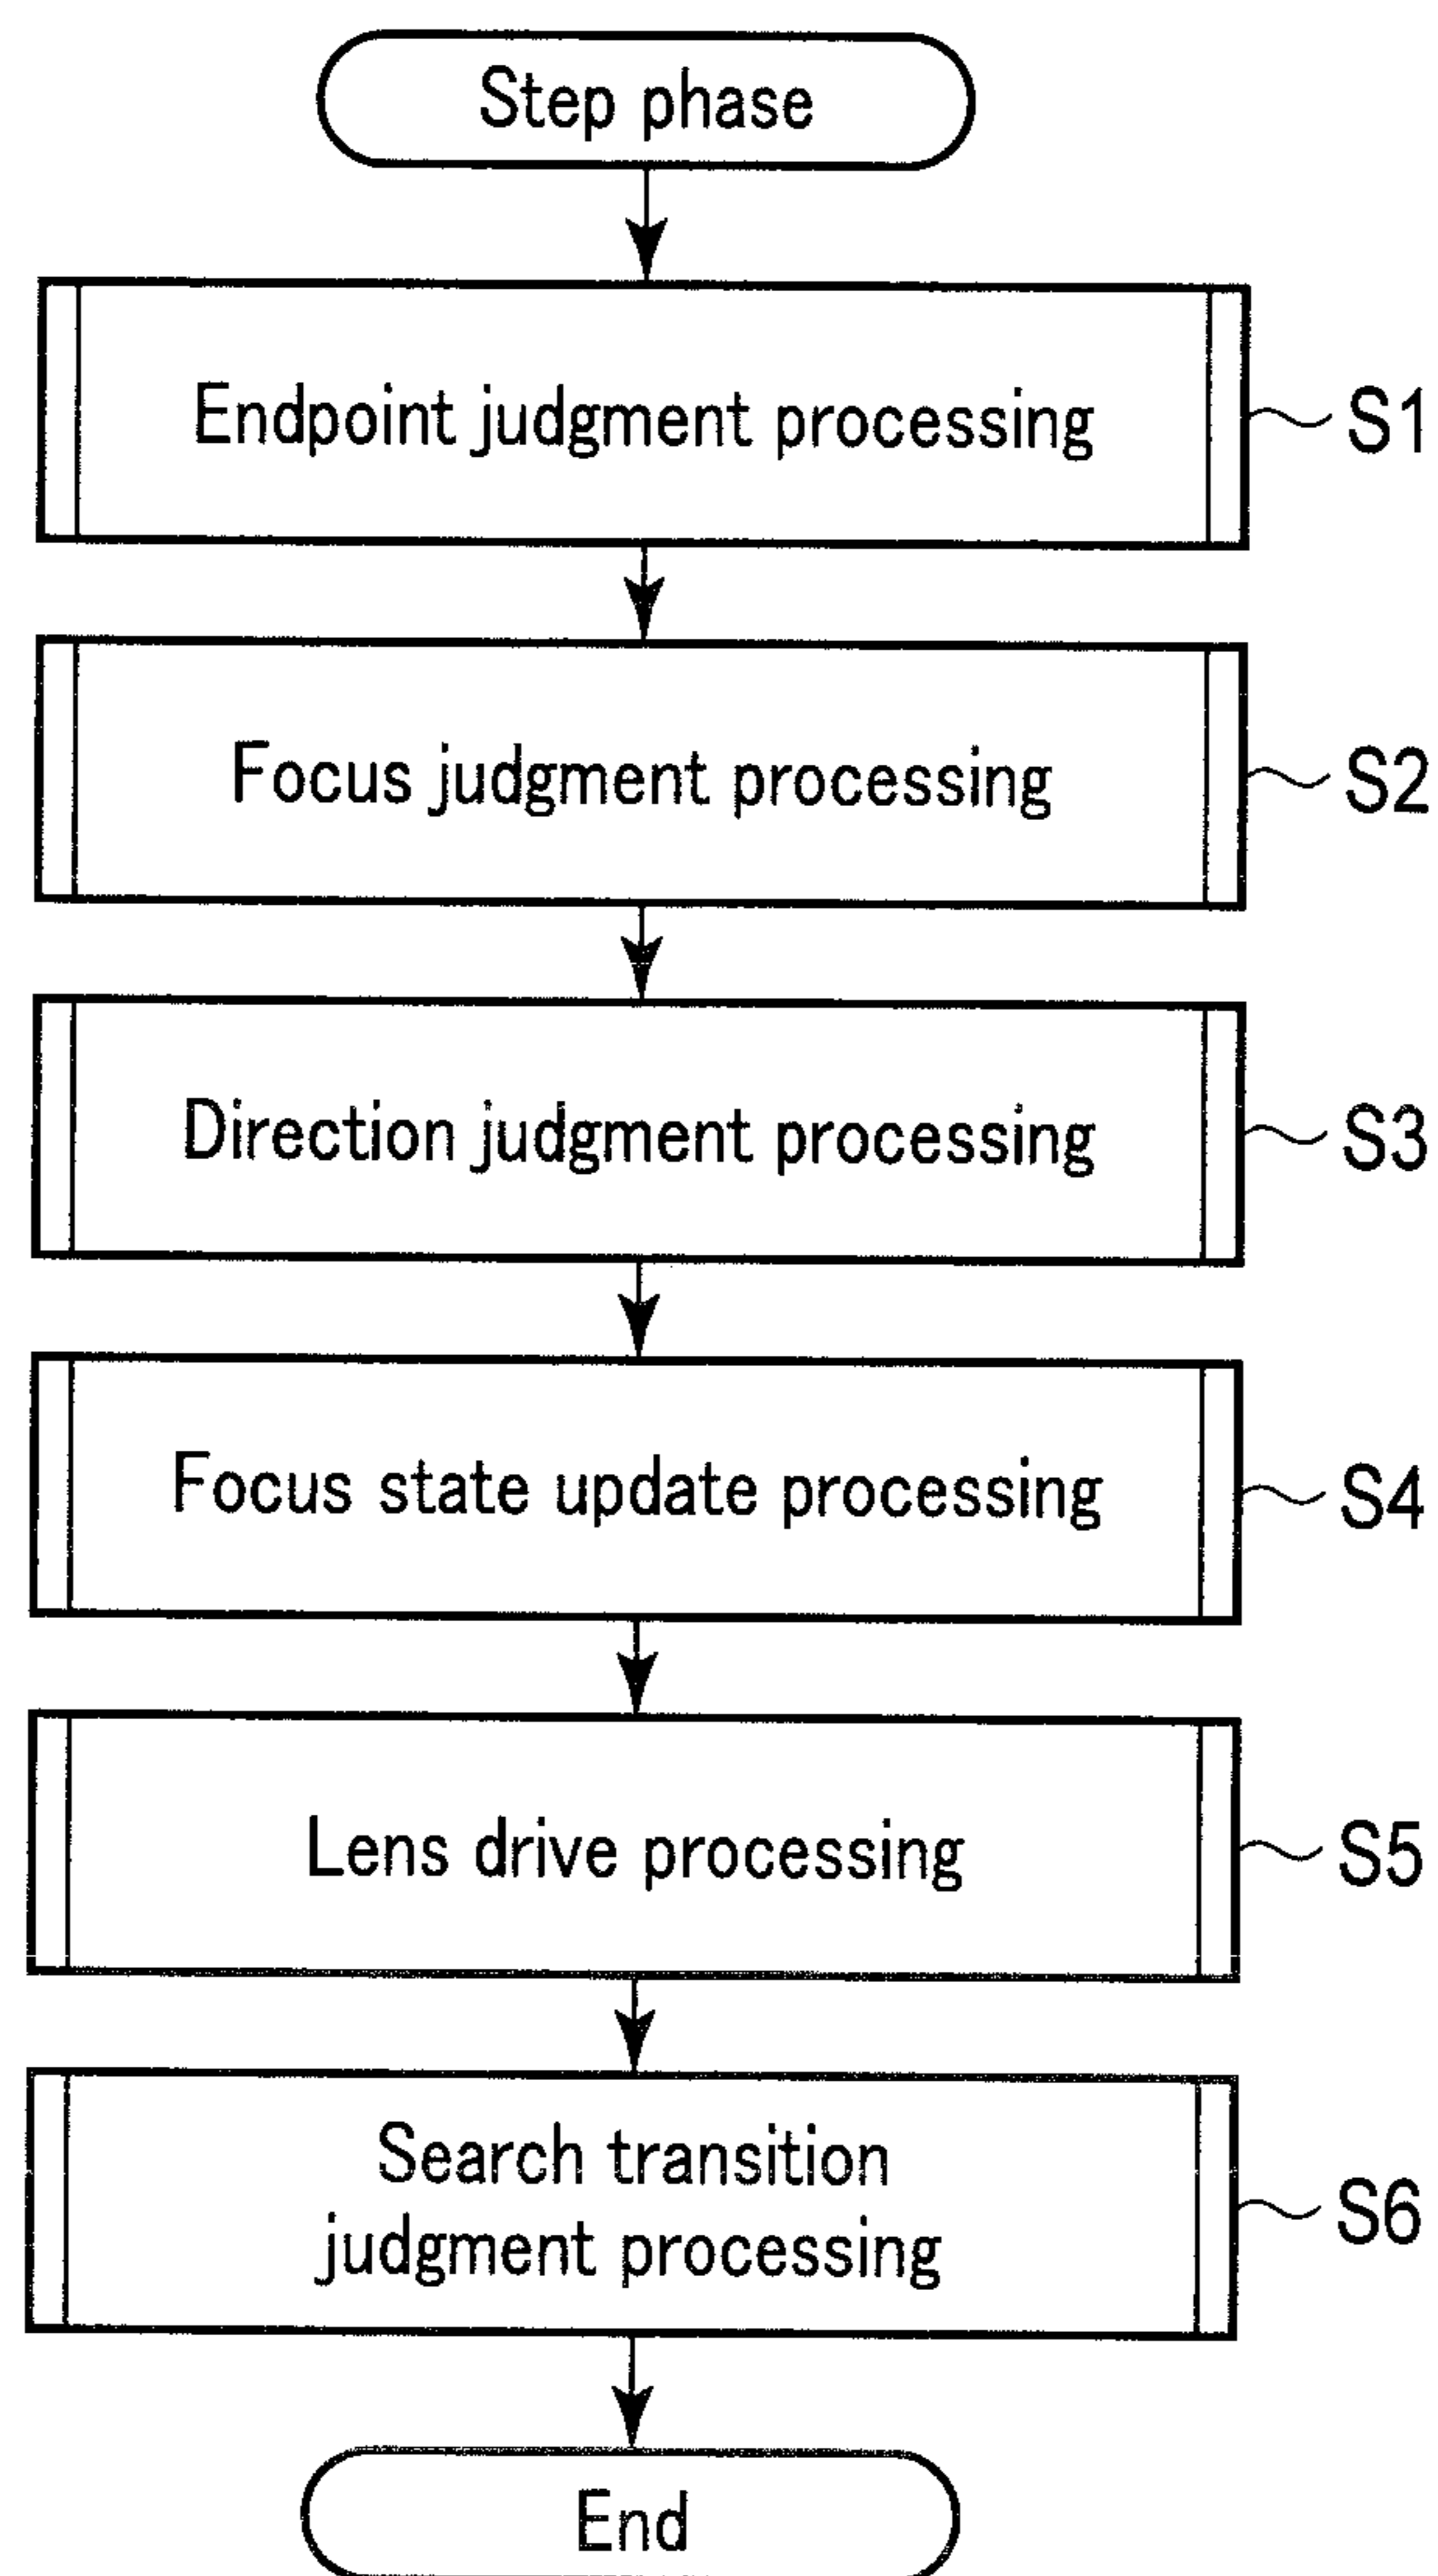 Step phase
Endpoint judgment processing
S1
Focus judgment processing
S2
Direction judgment processing
S3
Focus state update processing
S4
Lens drive processing
S5
Search transition
judgment processing
S6
End